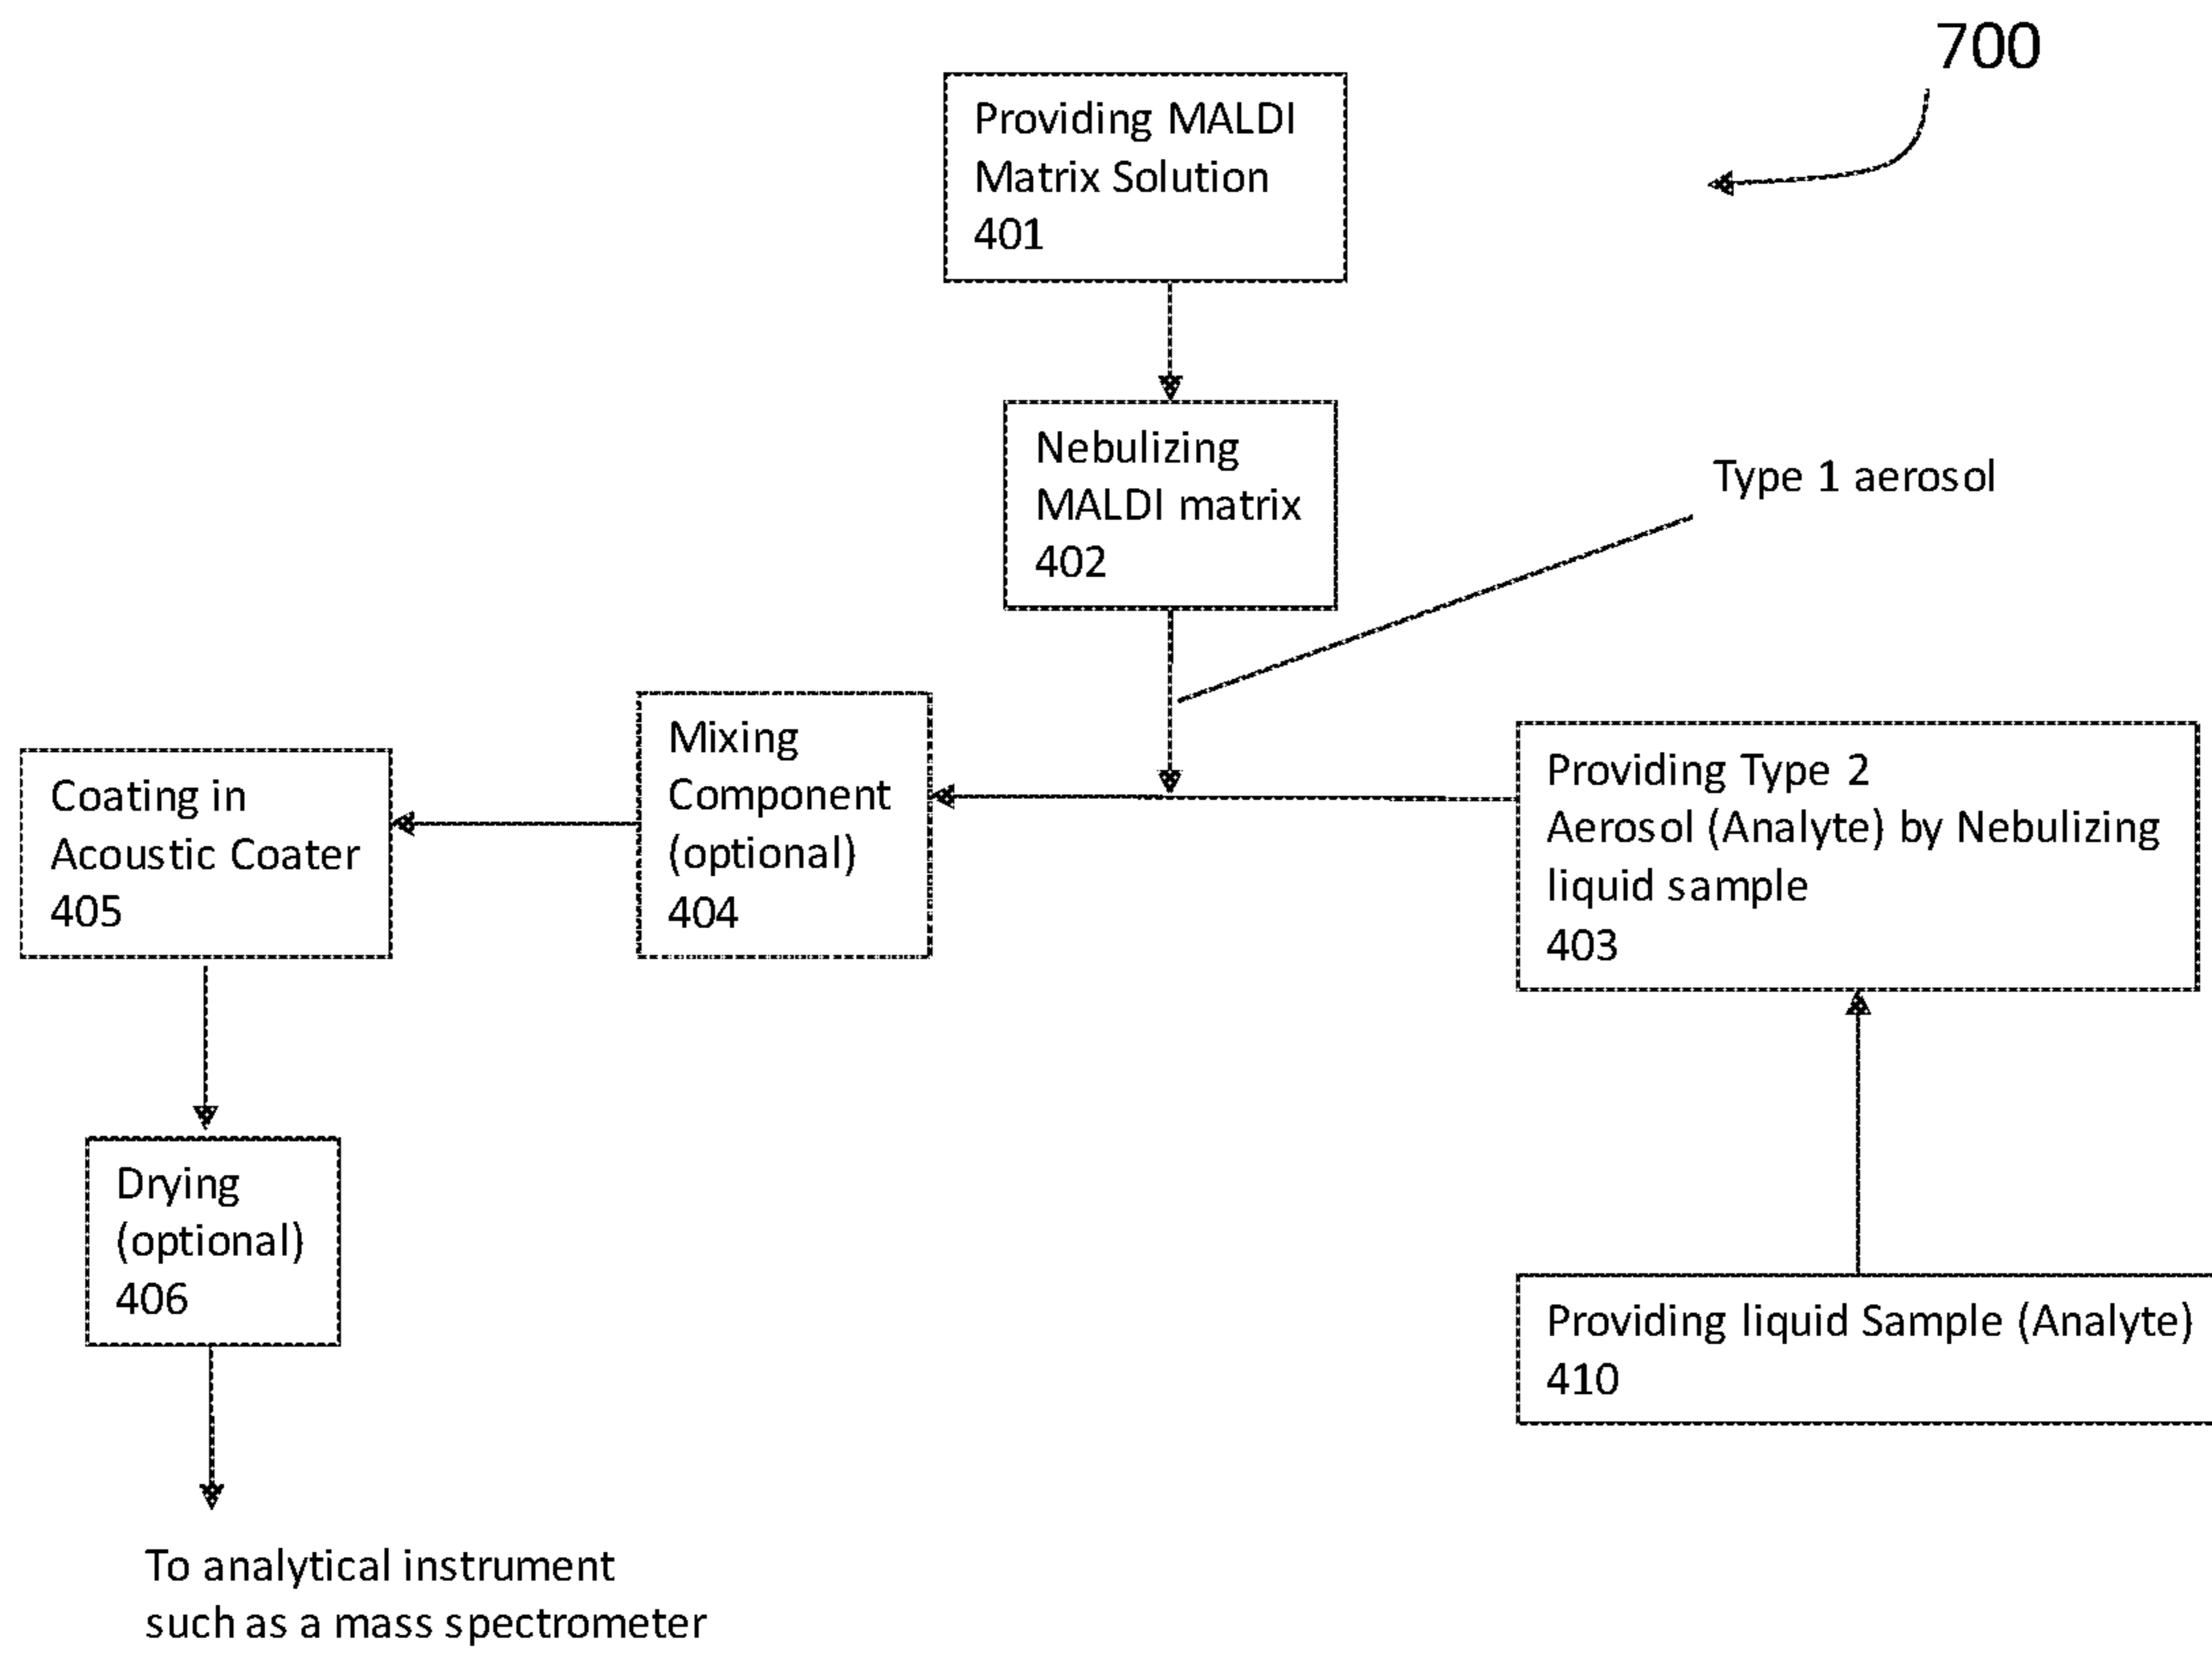 700
Providing MALDI
Matrix Solution
401
Nebulizing
MALDI matrix
402
Type 1 aerosol
Mixing
Component
(optional)
404
Coating in
Acoustic Coater
405
Providing Type 2
Aerosol (Analyte) by Nebulizing
liquid sample
403
Drying
(optional)
406
Providing liquid Sample (Analyte)
410
To analytical instrument
such as a mass spectrometer